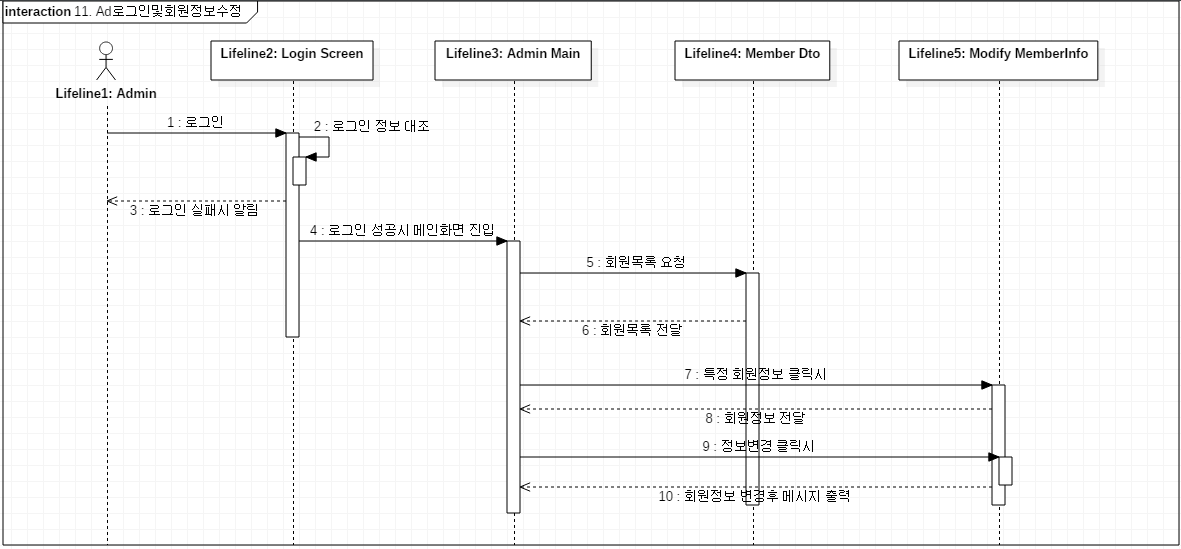 interaction 11. Ad로그인및회원정보수정
Lifeline1: Admin
Lifeline2: Login Screen
Lifeline3: Admin Main
Lifeline4: Member Dto
Lifeline5: Modify MemberInfo
1 : 로그인
2 : 로그인 정보 대조
3 : 로그인 실패시 알림
4 : 로그인 성공시 메인화면 진입
5 : 회원목록 요청
6 : 회원목록 전달
7 : 특정 회원정보 클릭시
8 : 회원정보 전달
9 : 정보변경 클릭시
10 : 회원정보 변경후 메시지 출력